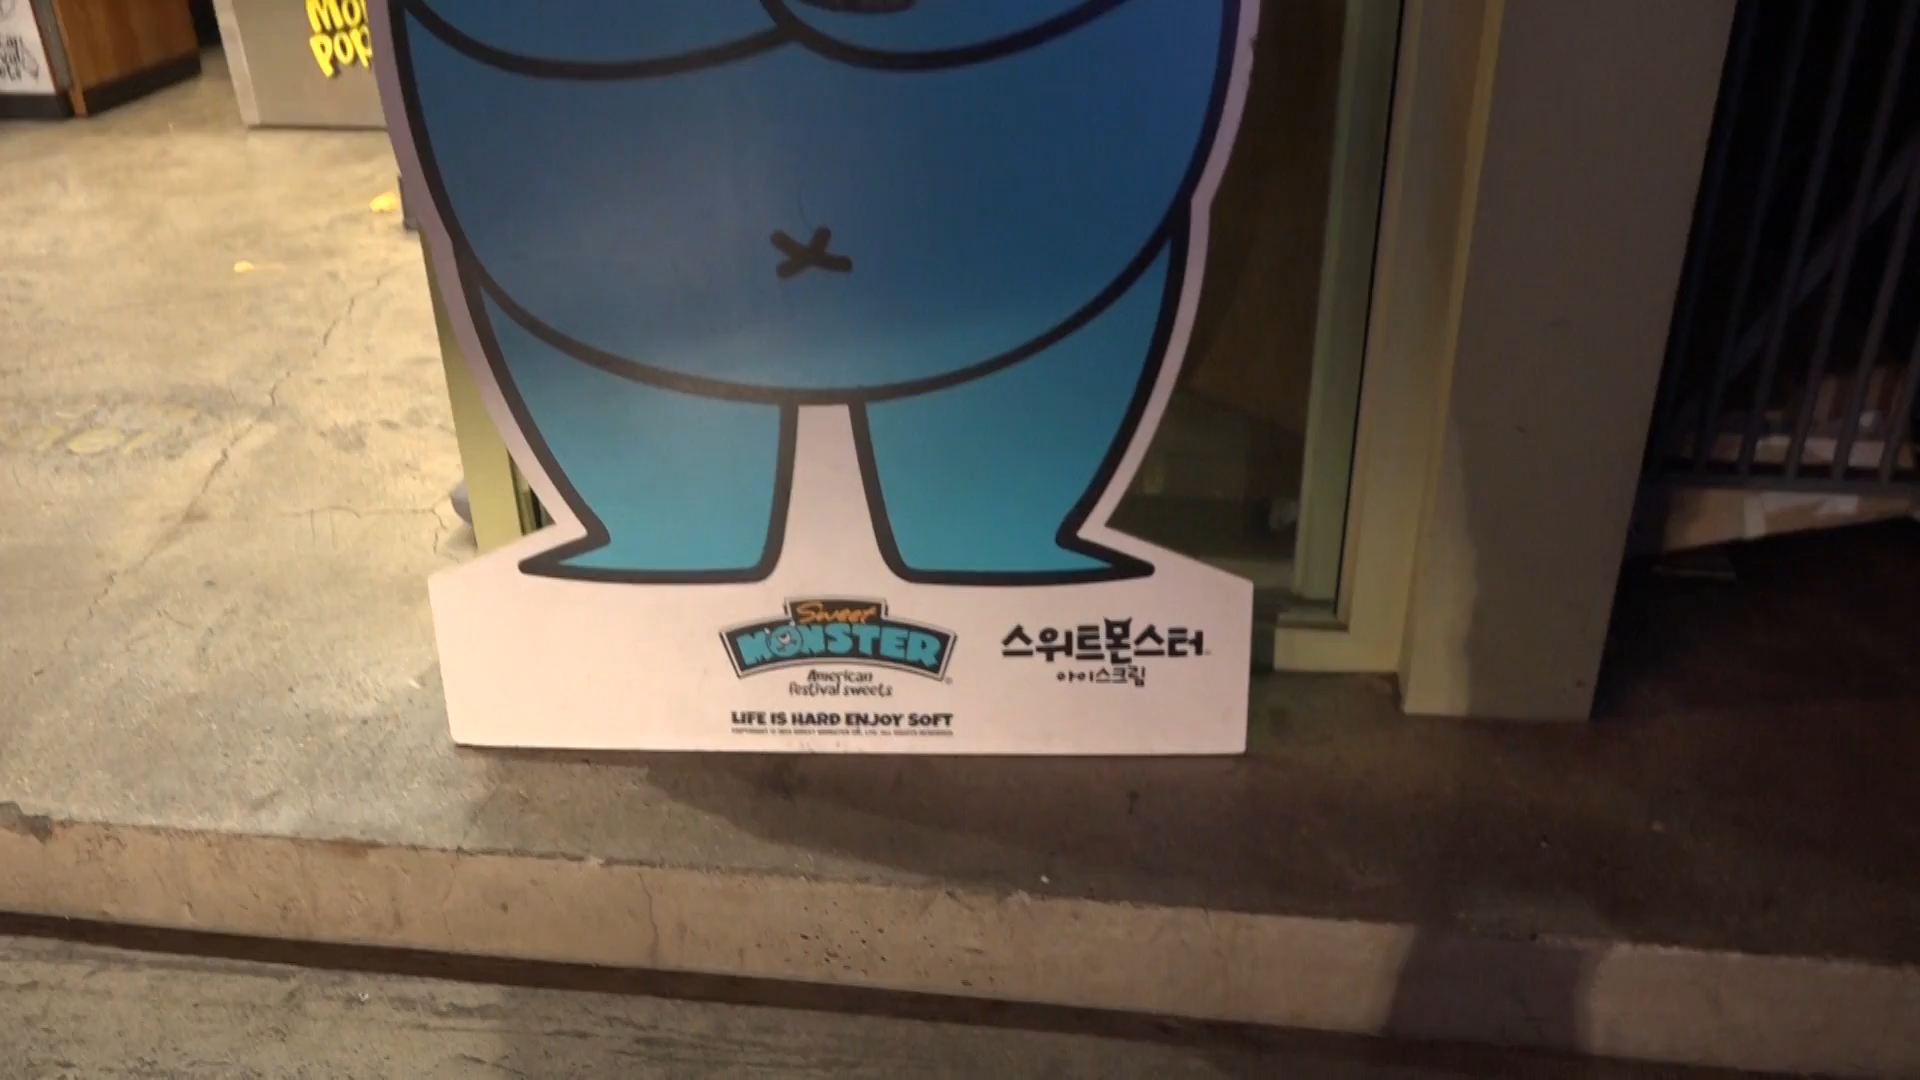 Pop
Sweet
MONSTER
American
festival sweets
LIFE IS HARD ENJOY SOFT
스위트몬스터
아이스크림